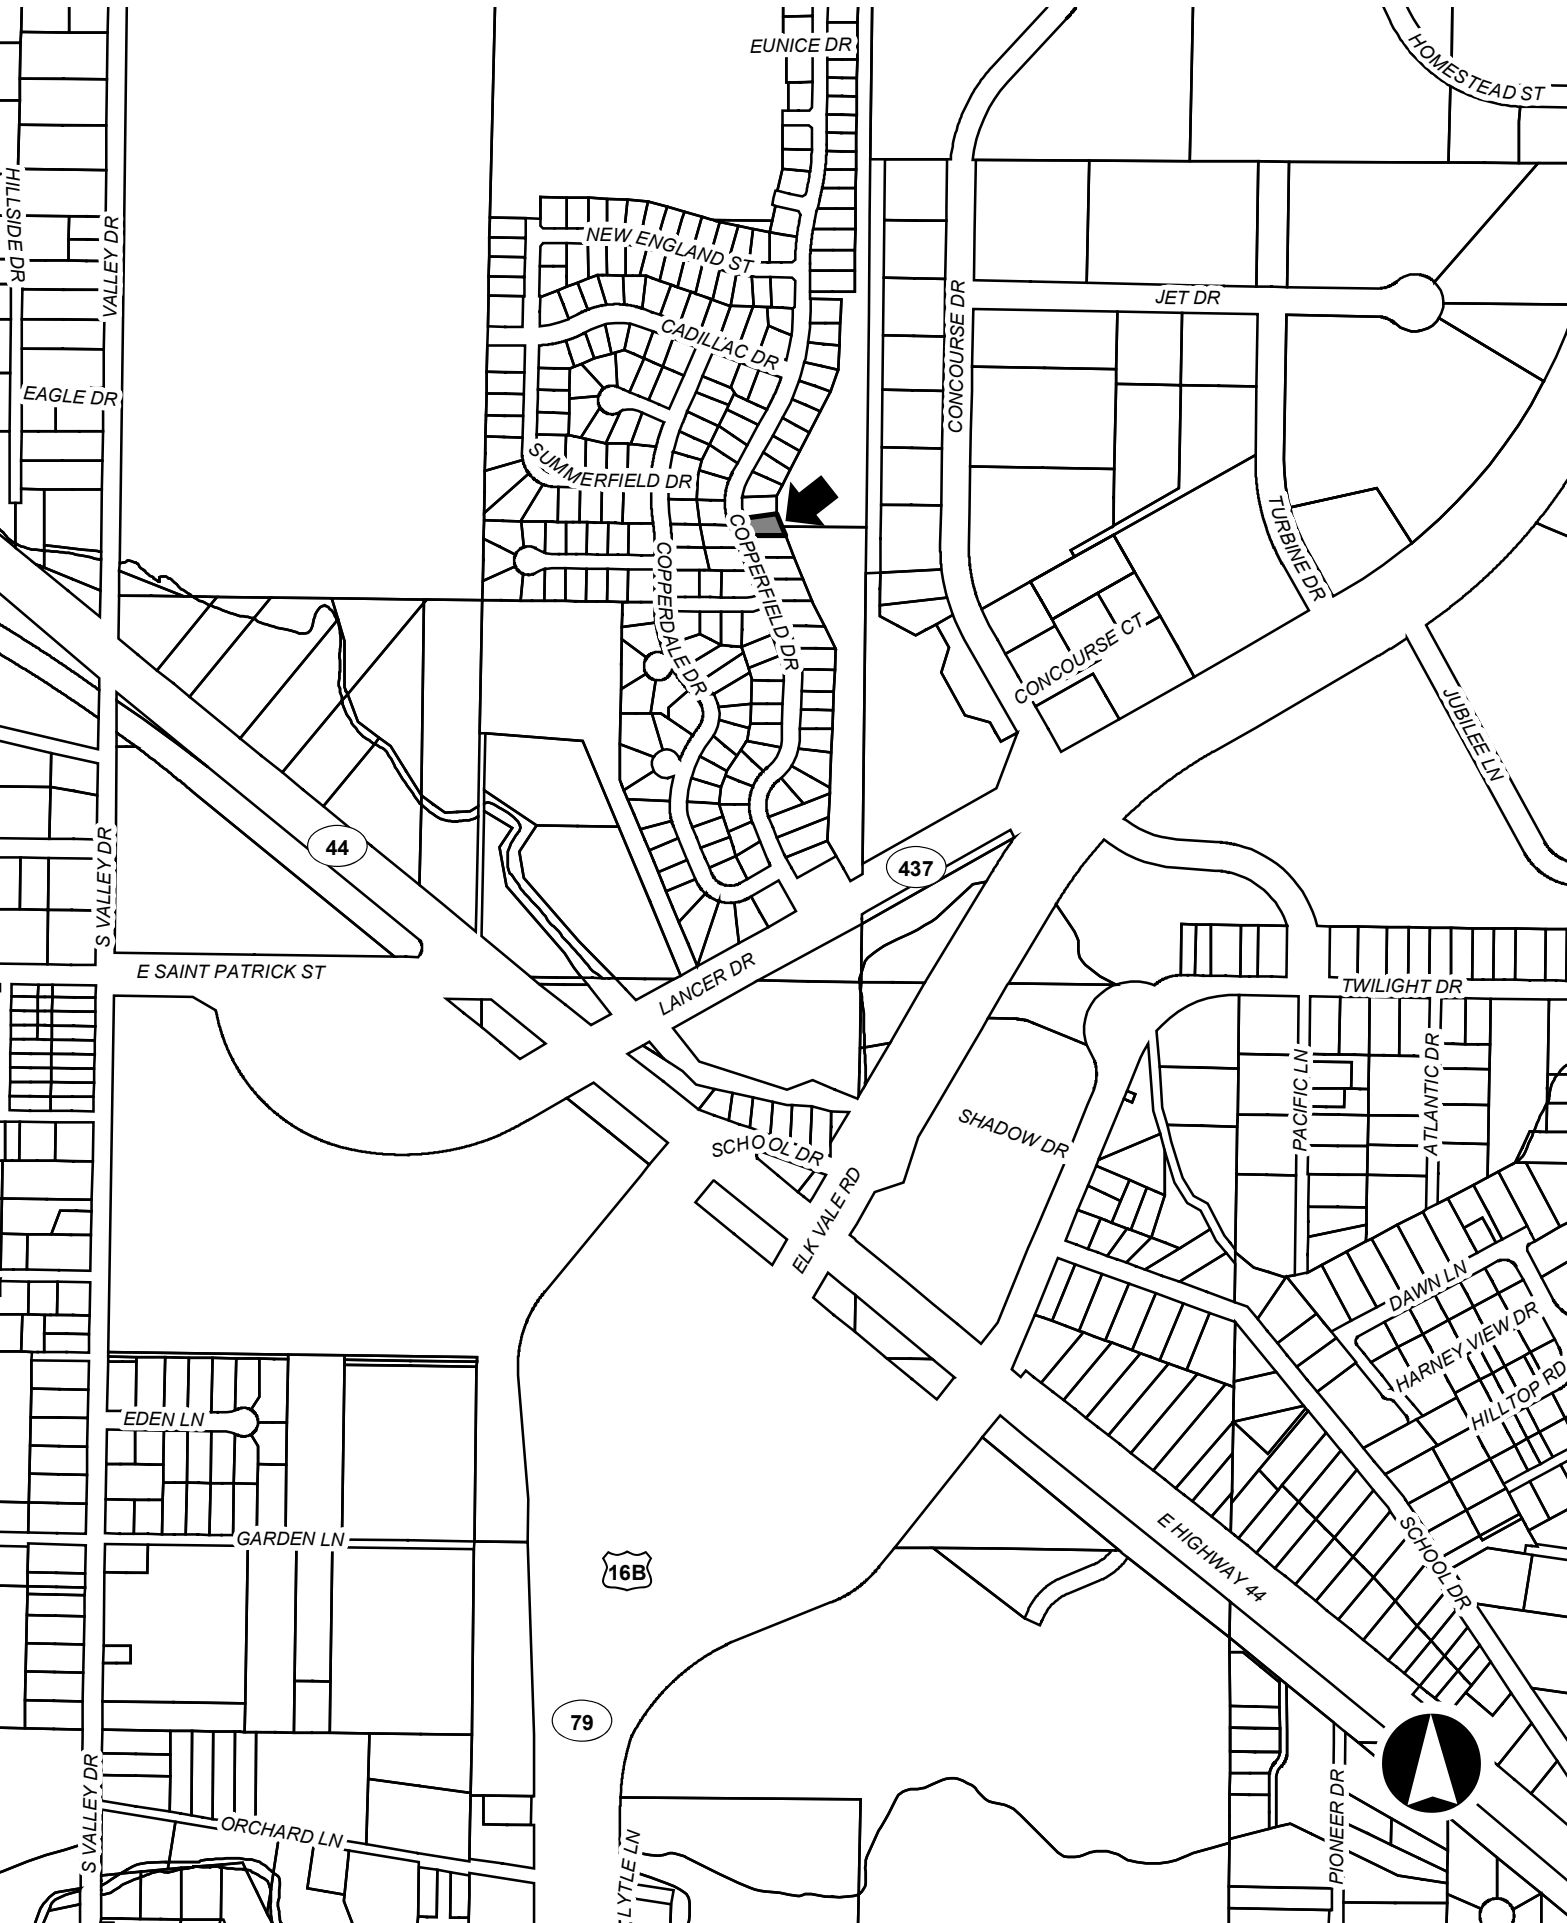 EUNICE DR
HOMESTEAD ST
HILLSIDE DR
VALLEY DR
NEW ENGLAND ST
CONCOURSE DR
JET DR
CADILLAC DR
EAGLE DR
SUMMERFIELD DR
COPPERFIELD DR
TURBINE DR
COPPERDALE DR
CONCOURSE CT
JUBILEE LN
S VALLEY DR
44
437
E SAINT PATRICK ST
LANCER DR
TWILIGHT DR
PACIFIC LN
ATLANTIC DR
SHADOW DR
SCHOOL DR
ELK VALE RD
DAWN LN
HARNEY VIEW DR
HILLTOP RD
EDEN LN
GARDEN LN
E HIGHWAY 44
SCHOOL DR
16B
79
S VALLEY DR
ORCHARD LN
PIONEER DR
LYTLE LN